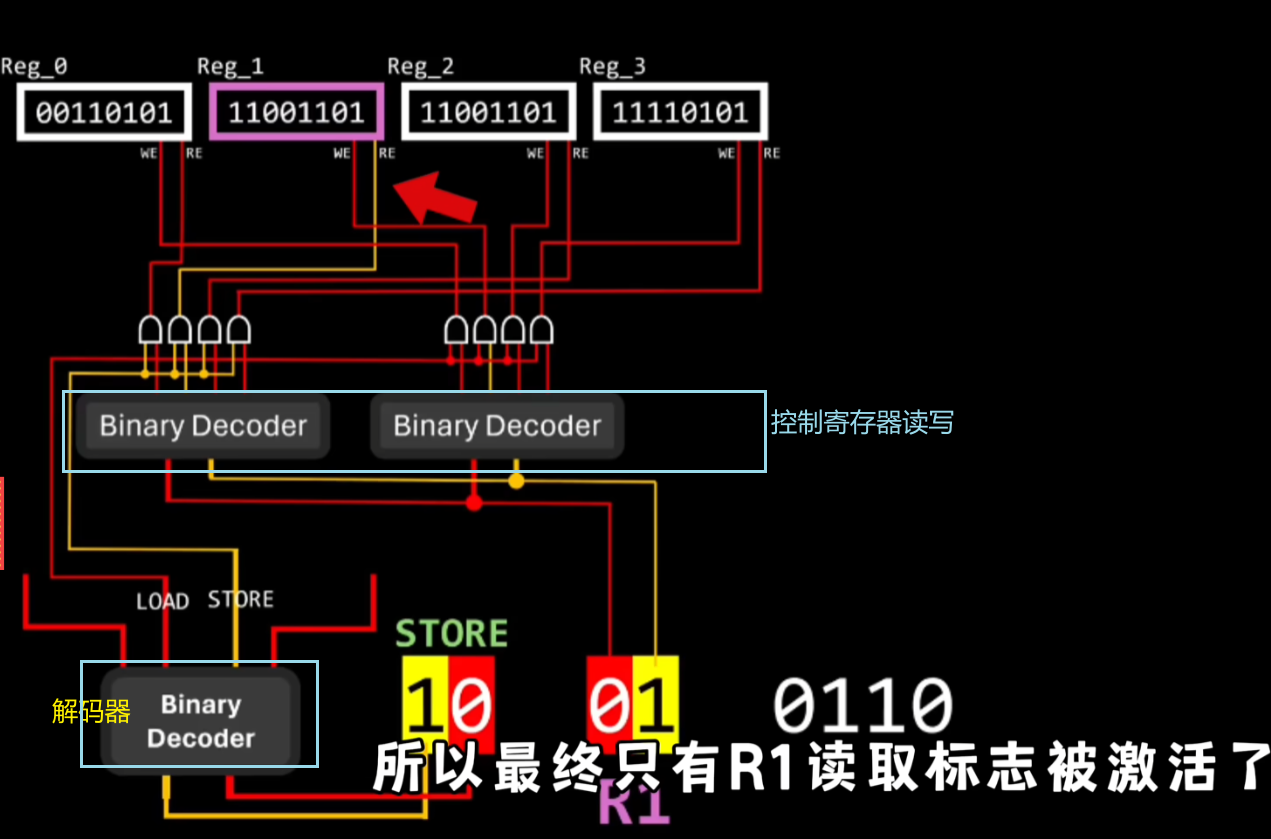 Reg_0 Reg_1 Reg_2 Reg_3
00110101 11001101 11001101 11110101
WE RE WE RE WE RE WE RE
Binary Decoder Binary Decoder 控制寄存器读写
LOAD STORE
STORE
解码器
Binary
Decoder
10 01 0110
所以最终只有R1读取标志被激活了
R1